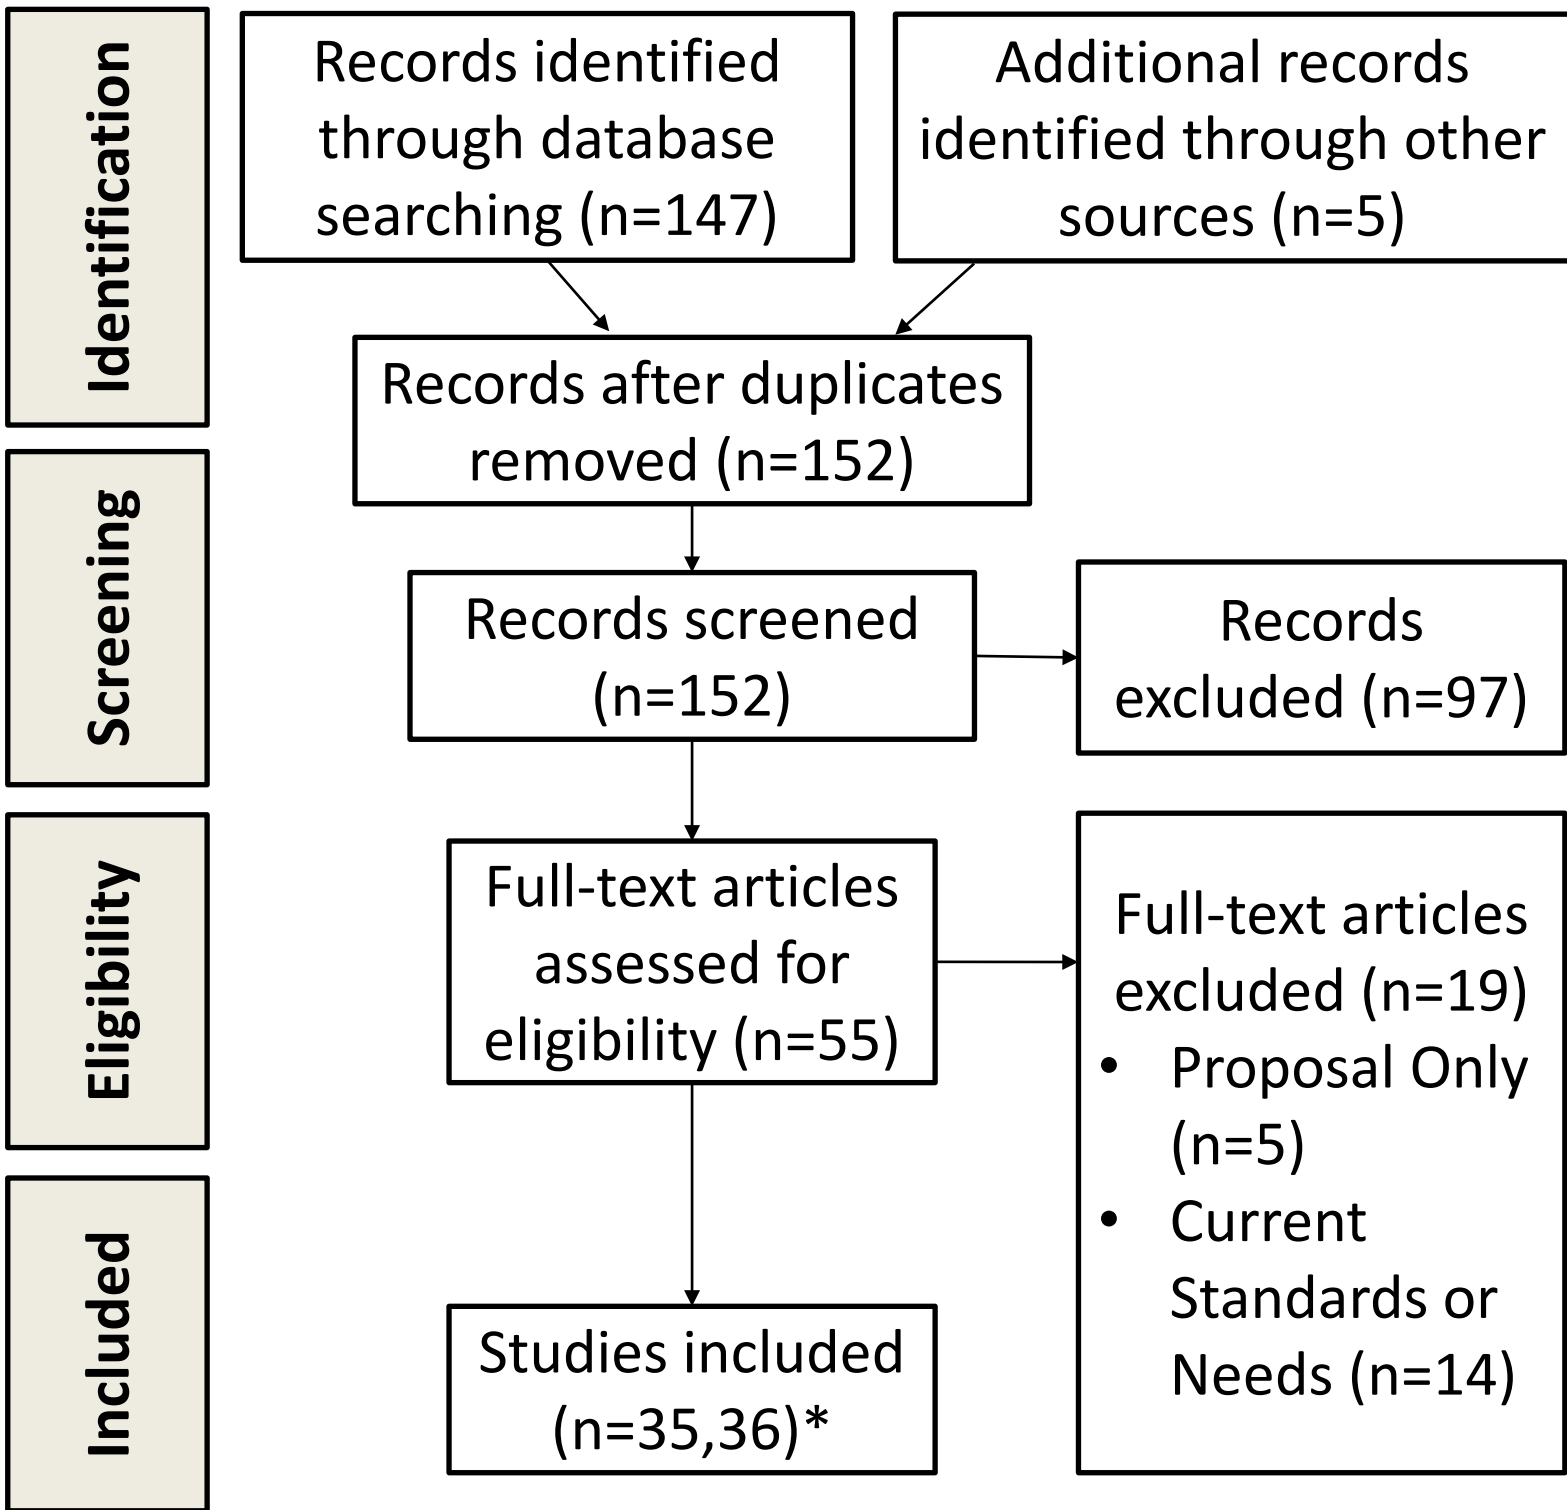 Identification
Records identified
through database
searching (n=147)
Additional records
identified through other
sources (n=5)
Records after duplicates
removed (n=152)
Screening
Records screened
(n=152)
Records
excluded (n=97)
Eligibility
Full-text articles
assessed for
eligibility (n=55)
Full-text articles
excluded (n=19)
• Proposal Only
(n=5)
• Current
Standards or
Needs (n=14)
Included
Studies included
(n=35,36)*